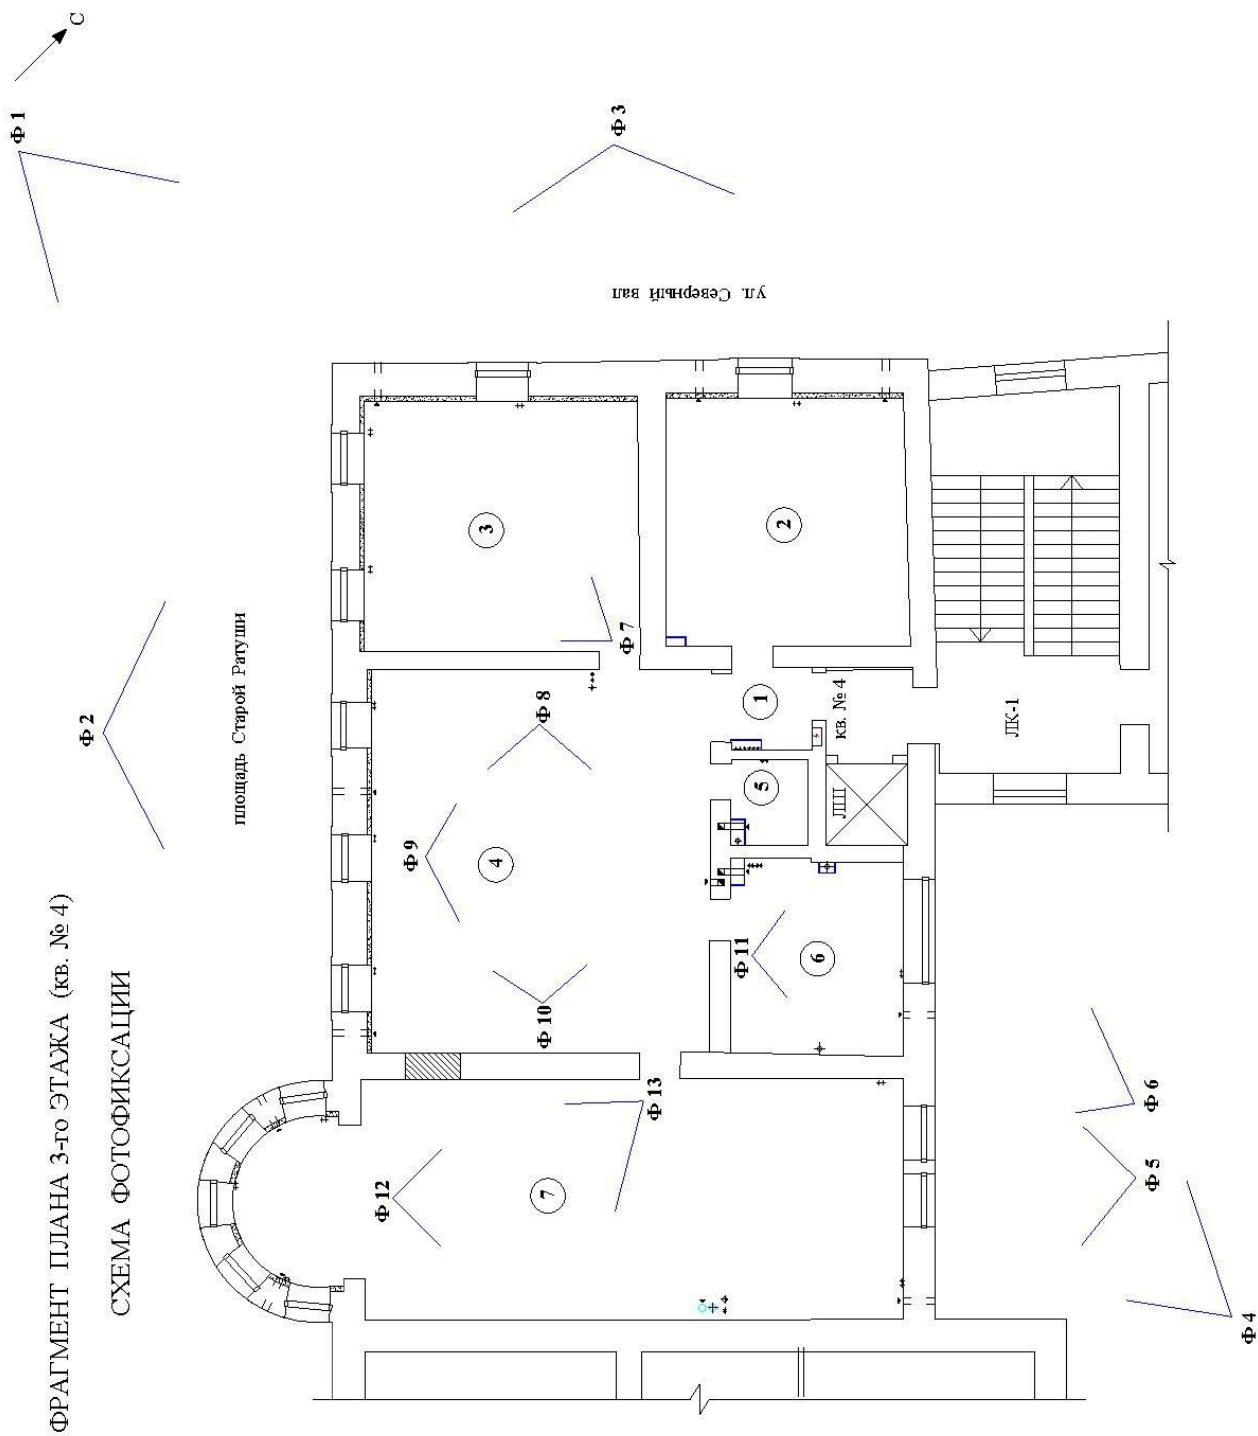 ФРАГМЕНТ ПЛАНА 3-го ЭТАЖА (кв. № 4)
СХЕМА ФОТОФИКСАЦИИ
С
Ф 1
Ф 2
Ф 3
площадь Старой Ратуши
ул. Северный вал
3
2
Ф 7
Ф 8
Ф 9
4
1
кв. № 4
ЛК-1
5
ЛШ
Ф 10
Ф 11
6
Ф 12
Ф 13
7
Ф 6
Ф 5
Ф 4